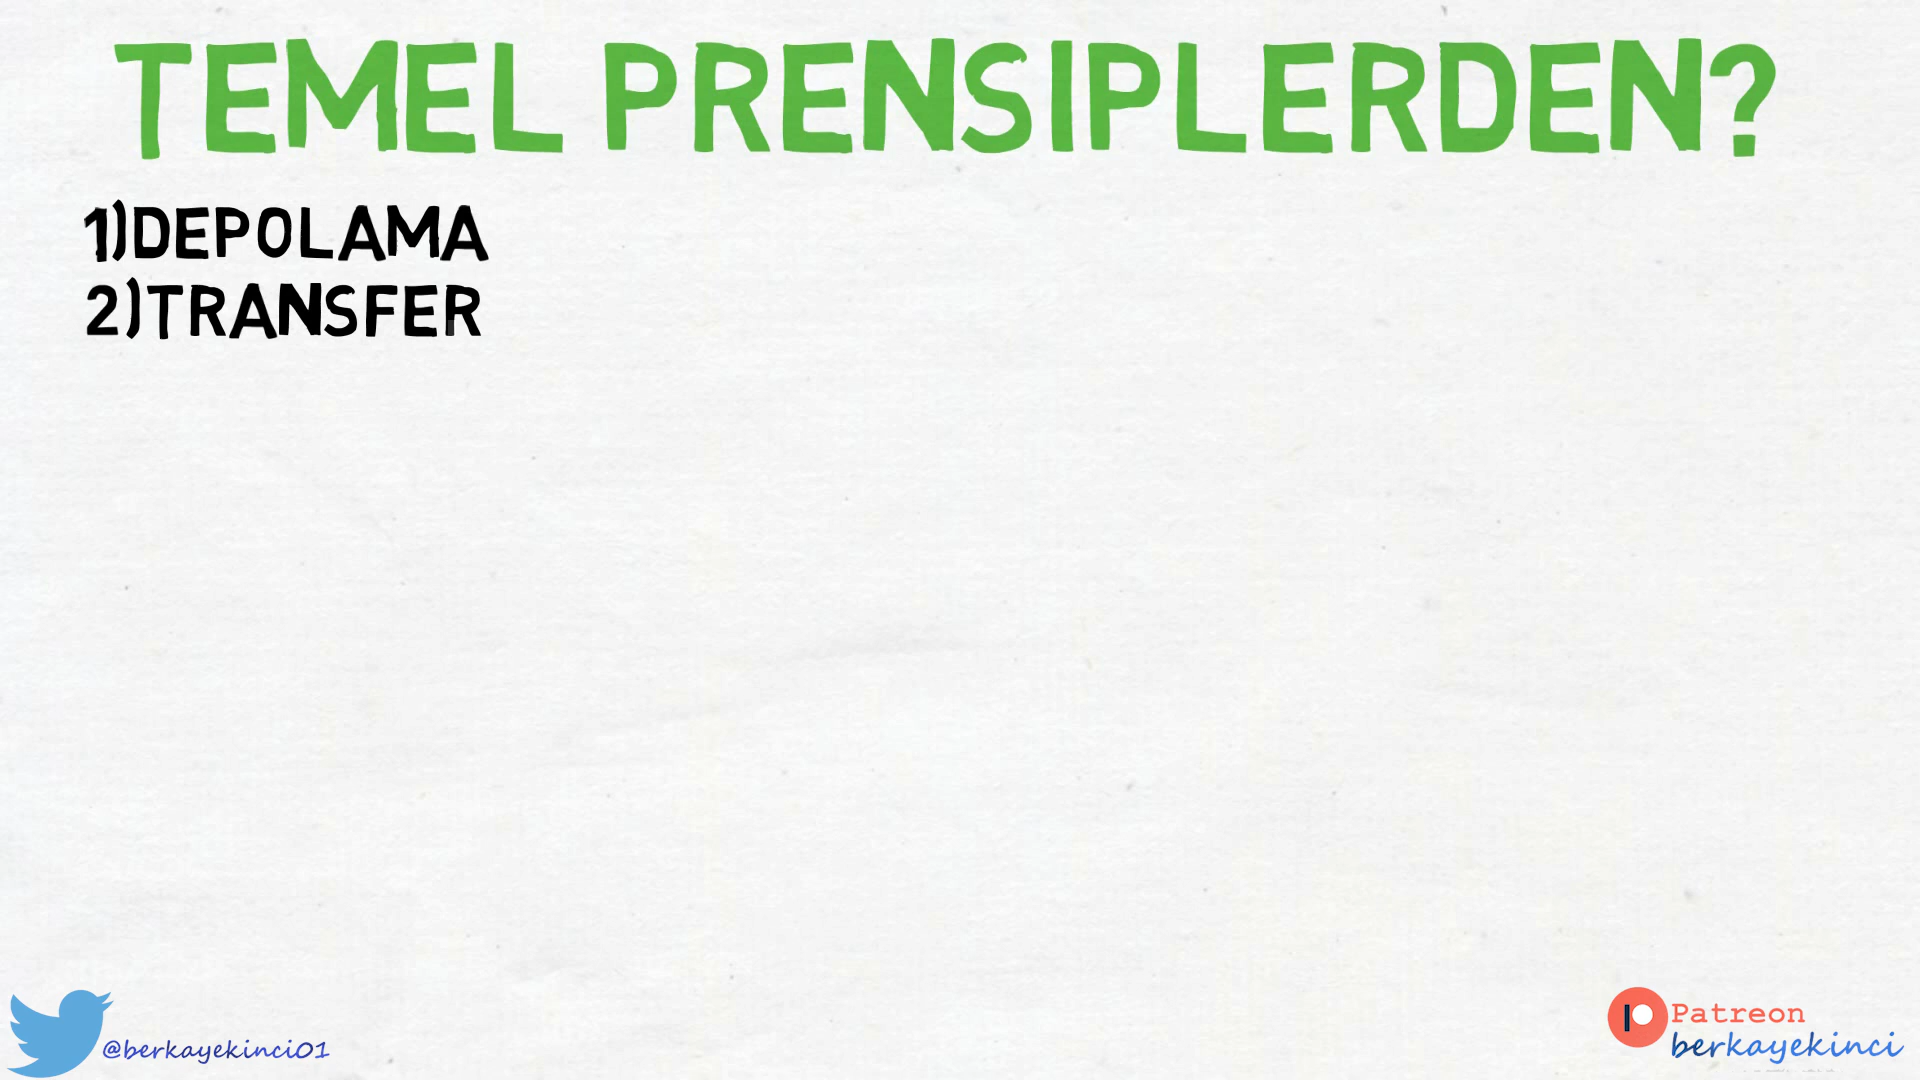 TEMEL PRENSIPLERDEN?
1)DEPOLAMA
2)TRANSFER
@berkayekinci01
Patreon
berkayekinci